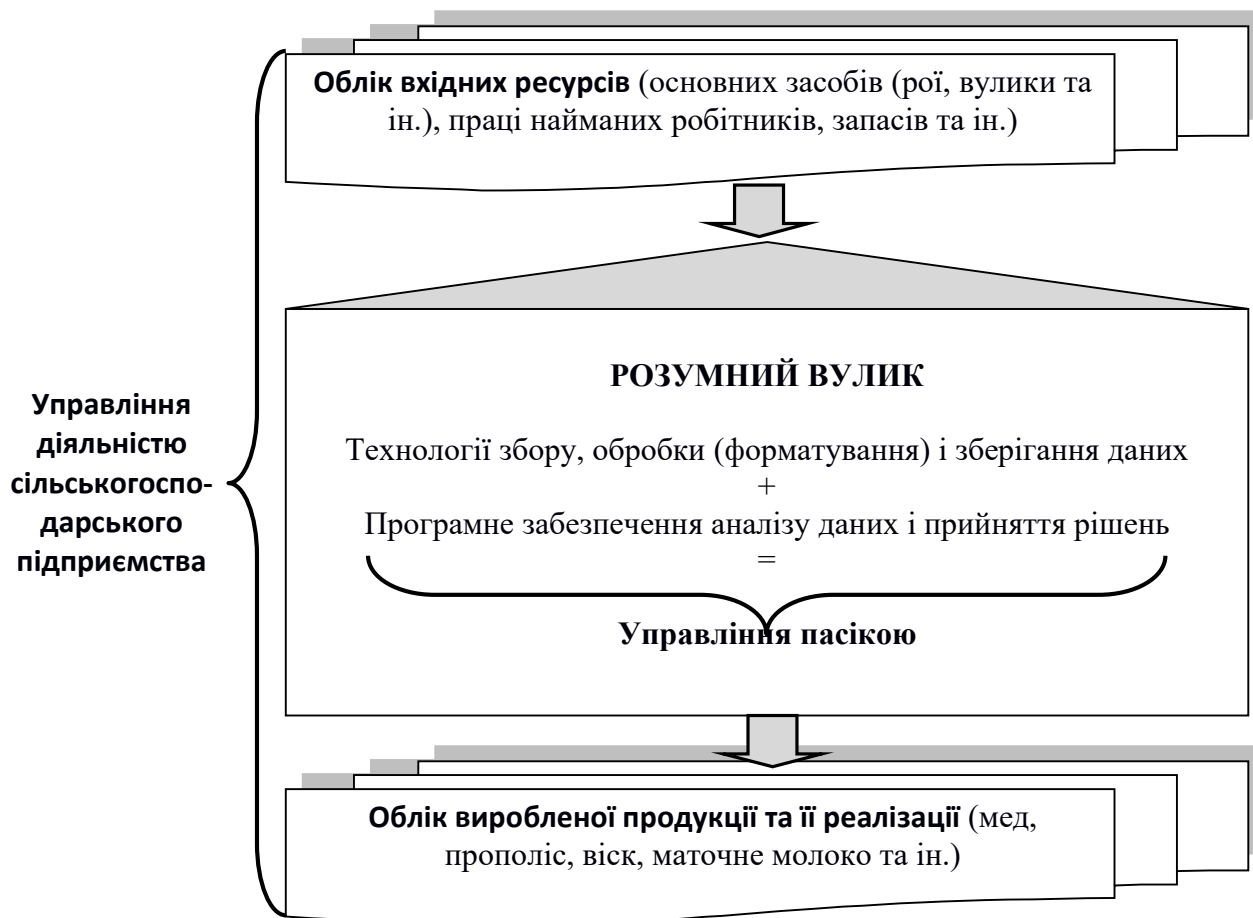 Облік вхідних ресурсів (основних засобів (рої, вулики та
ін.), праці найманих робітників, запасів та ін.)
Управління
діяльністю
сільськогоспо-
дарського
підприємства
РОЗУМНИЙ ВУЛИК
Технології збору, обробки (форматування) і зберігання даних
+
Програмне забезпечення аналізу даних і прийняття рішень
=
Управління пасікою
Облік виробленої продукції та її реалізації (мед,
прополіс, віск, маточне молоко та ін.)